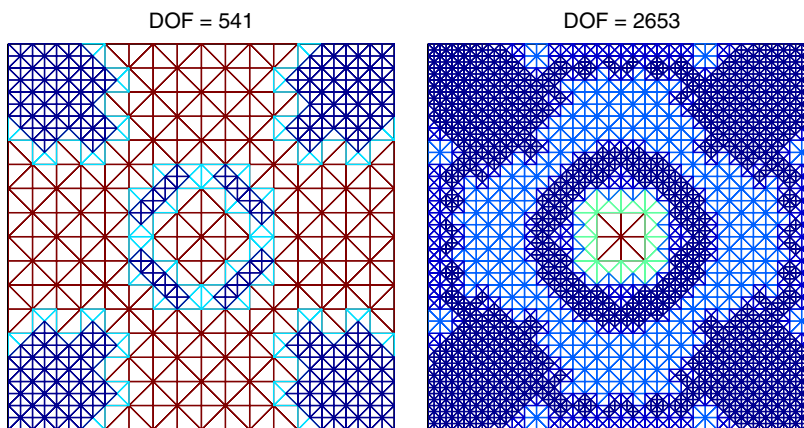 DOF = 541
DOF = 2653